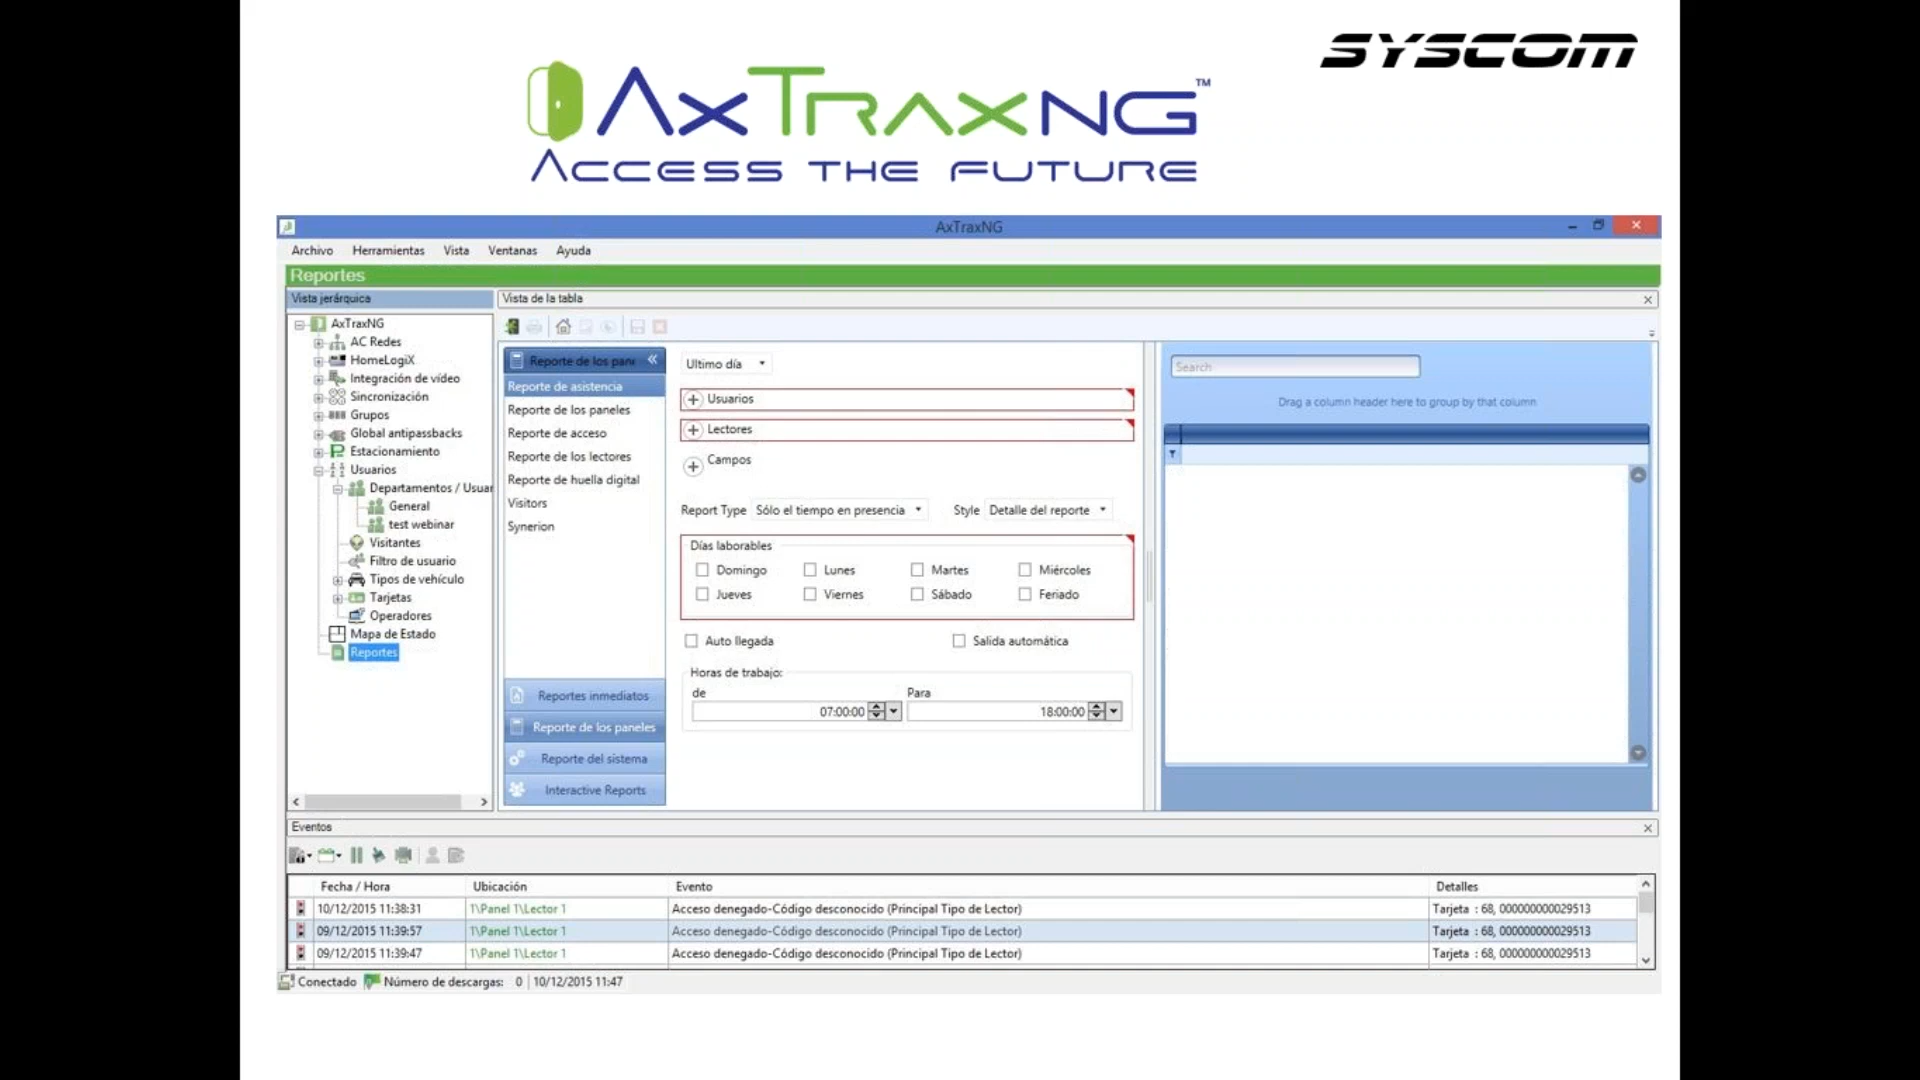 SYSCOM
AxTraxNG™
Access the Future
AxTraxNG
Archivo Herramientas Vista Ventanas Ayuda
Reportes
Vista jerárquica
Vista de la tabla
AxTraxNG
AC Redes
HomeLogiX
Integración de vídeo
Sincronización
Grupos
Global antipassbacks
Estacionamiento
Usuarios
Departamentos / Usuar
General
test webinar
Visitantes
Filtro de usuario
Tipos de vehículo
Tarjetas
Operadores
Mapa de Estado
Reportes
Reporte de los pane
Reporte de asistencia
Reporte de los paneles
Reporte de acceso
Reporte de los lectores
Reporte de huella digital
Visitors
Synerion
Reportes inmediatos
Reporte de los paneles
Reporte del sistema
Interactive Reports
Ultimo día
Usuarios
Lectores
Campos
Report Type Sólo el tiempo en presencia Style Detalle del reporte
Días laborables
Domingo Lunes Martes Miércoles
Jueves Viernes Sábado Feriado
Auto llegada Salida automática
Horas de trabajo:
de Para
07:00:00 18:00:00
Search
Drag a column header here to group by that column
Eventos
Fecha / Hora Ubicación Evento Detalles
10/12/2015 11:38:31 1\Panel 1\Lector 1 Acceso denegado-Código desconocido (Principal Tipo de Lector) Tarjeta : 68, 000000000029513
09/12/2015 11:39:57 1\Panel 1\Lector 1 Acceso denegado-Código desconocido (Principal Tipo de Lector) Tarjeta : 68, 000000000029513
09/12/2015 11:39:47 1\Panel 1\Lector 1 Acceso denegado-Código desconocido (Principal Tipo de Lector) Tarjeta : 68, 000000000029513
Conectado Número de descargas: 0 10/12/2015 11:47